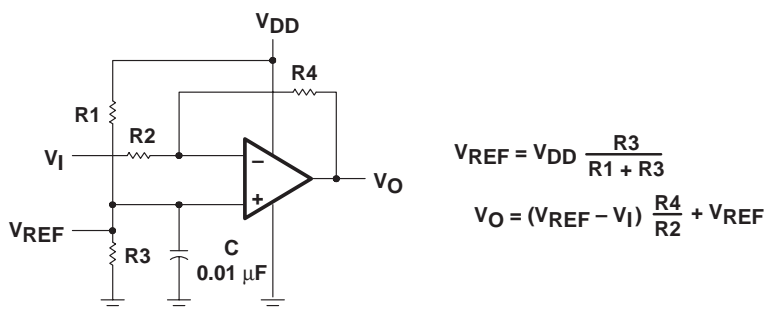 VDD
R4
R1
R2
VI
−
+
VO
VREF
R3
C
0.01 μF
VREF = VDD R3 / R1 + R3
VO = (VREF − VI) R4 / R2 + VREF